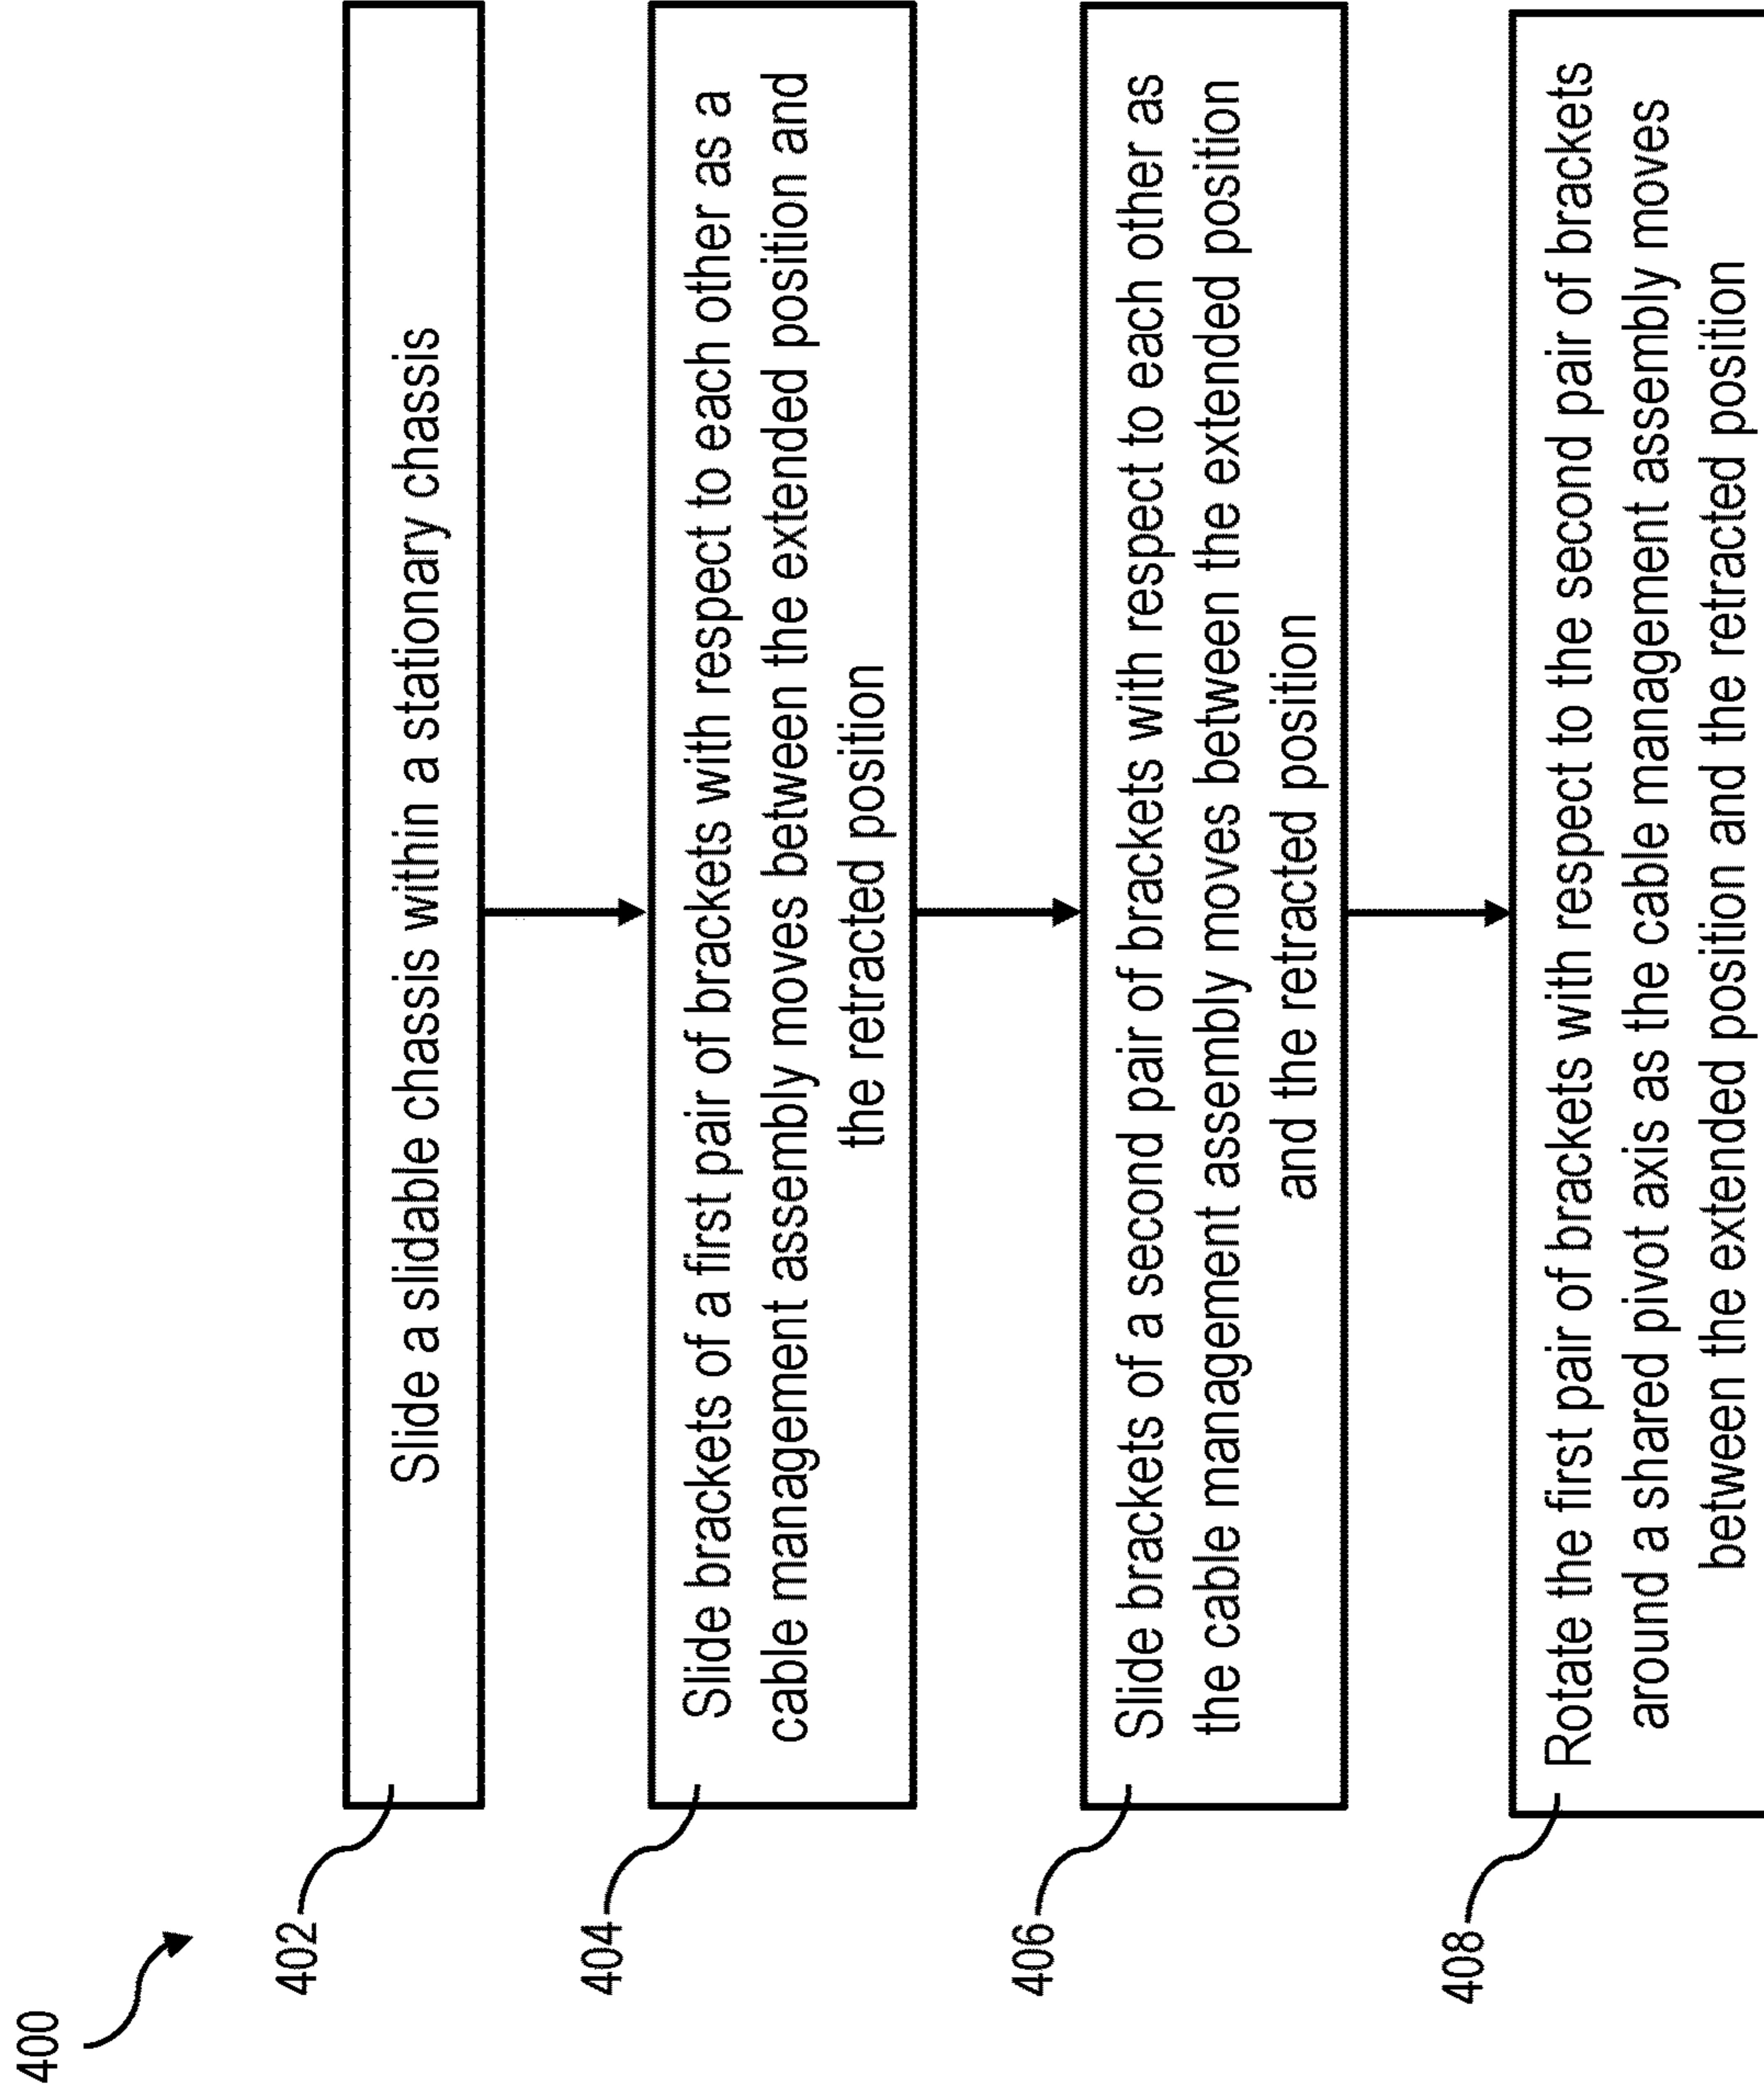 400
402
Slide a slidable chassis within a stationary chassis
404
Slide brackets of a first pair of brackets with respect to each other as a
cable management assembly moves between the extended position and
the retracted position
406
Slide brackets of a second pair of brackets with respect to each other as
the cable management assembly moves between the extended position
and the retracted position
408
Rotate the first pair of brackets with respect to the second pair of brackets
around a shared pivot axis as the cable management assembly moves
between the extended position and the retracted position